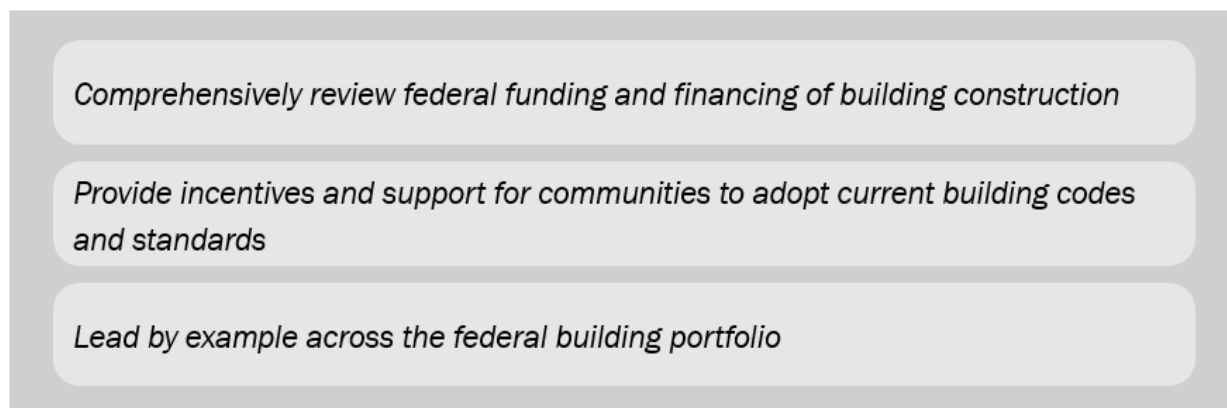 Comprehensively review federal funding and financing of building construction
Provide incentives and support for communities to adopt current building codes
and standards
Lead by example across the federal building portfolio